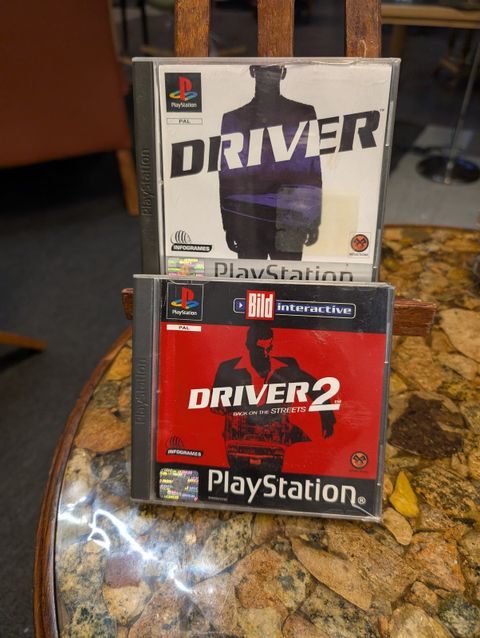 PlayStation
PAL
DRIVER
TM
INFOGRAMES
PlayStation
PlayStation
Bild interactive
PlayStation
PAL
DRIVER 2
BACK ON THE STREETS
INFOGRAMES
PlayStation®
PlayStation